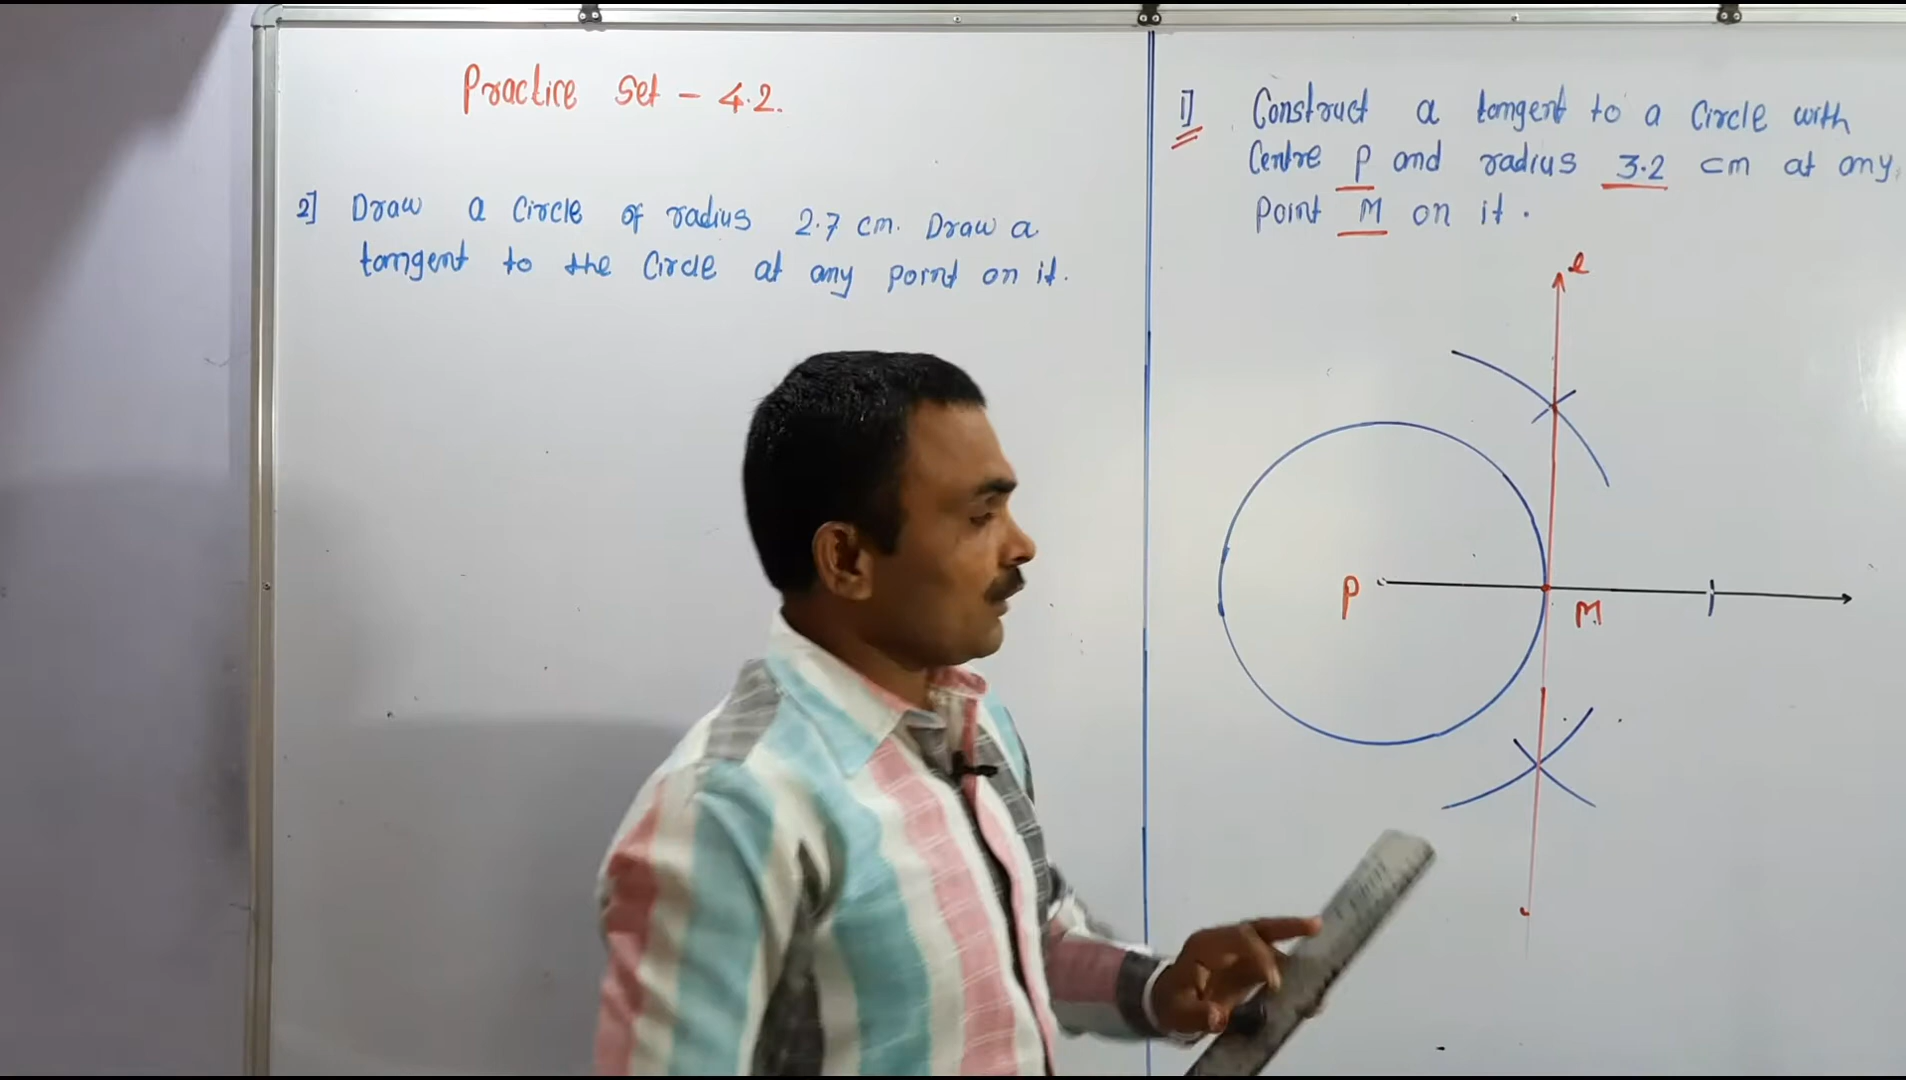 Practice Set - 4.2.
2] Draw a Circle of radius 2.7 cm. Draw a
tangent to the Circle at any point on it.
1] Construct a tangent to a Circle with
Centre P and radius 3.2 cm at any
point M on it.
l
P
M